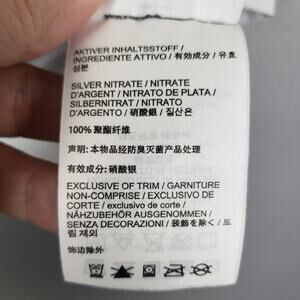 AKTIVER INHALTSSTOFF /
INGREDIENTE ATTIVO / 有効成分 / 유효
성분
SILVER NITRATE / NITRATE
D'ARGENT / NITRATO DE PLATA /
SILBERNITRAT / NITRATO
D'ARGENTO / 硝酸銀 / 질산은
100% 聚酯纤维
声明: 本物品经防臭灭菌产品处理
有效成分: 硝酸银
EXCLUSIVE OF TRIM / GARNITURE
NON-COMPRISE / EXCLUSIVO DE
CORTE / exclusivo de corte /
NÄHZUBEHÖR AUSGENOMMEN /
SENZA DECORAZIONI / 装飾を除く / 트
림 제외
饰边除外